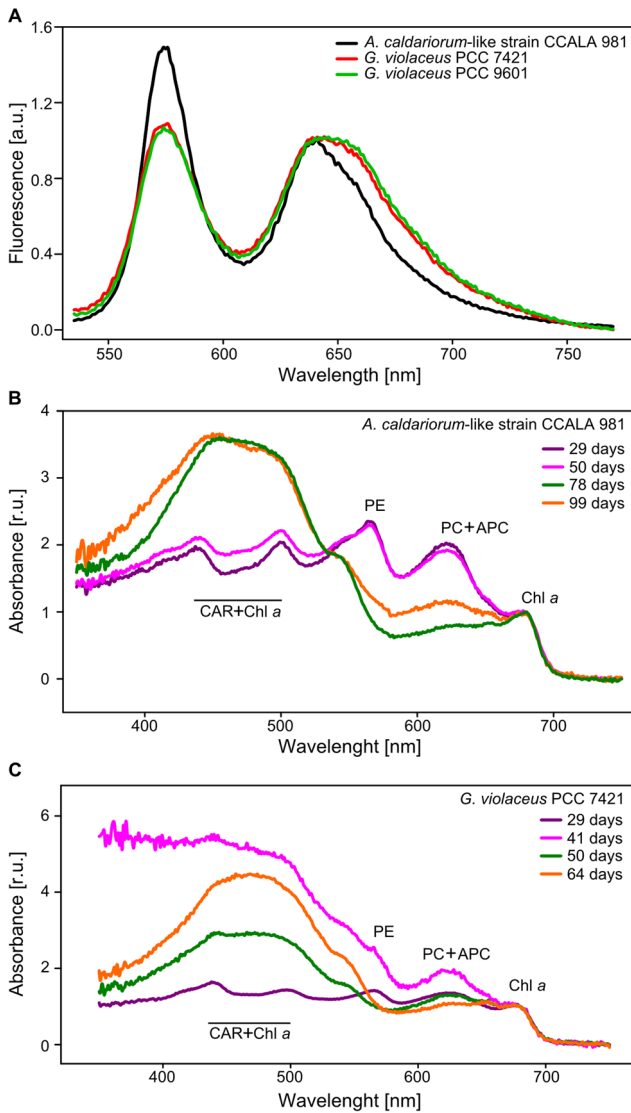 A
A. caldariorum-like strain CCALA 981
G. violaceus PCC 7421
G. violaceus PCC 9601
Fluorescence [a.u.]
1.6
1.2
0.8
0.4
0.0
550 600 650 700 750
Wavelength [nm]
B
A. caldariorum-like strain CCALA 981
29 days
50 days
78 days
99 days
PE
PC+APC
Chl a
CAR+Chl a
Absorbance [r.u.]
4
3
2
1
0
400 500 600 700
Wavelenght [nm]
C
G. violaceus PCC 7421
29 days
41 days
50 days
64 days
PE
PC+APC
Chl a
CAR+Chl a
Absorbance [r.u.]
6
4
2
0
400 500 600 700
Wavelength [nm]